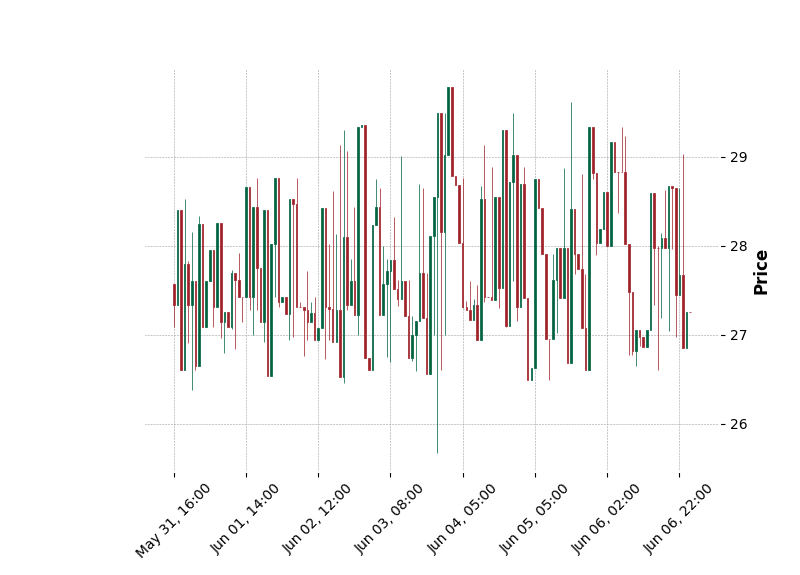 29
28
27
26
Price
May 31, 16:00
Jun 01, 14:00
Jun 02, 12:00
Jun 03, 08:00
Jun 04, 05:00
Jun 05, 05:00
Jun 06, 02:00
Jun 06, 22:00